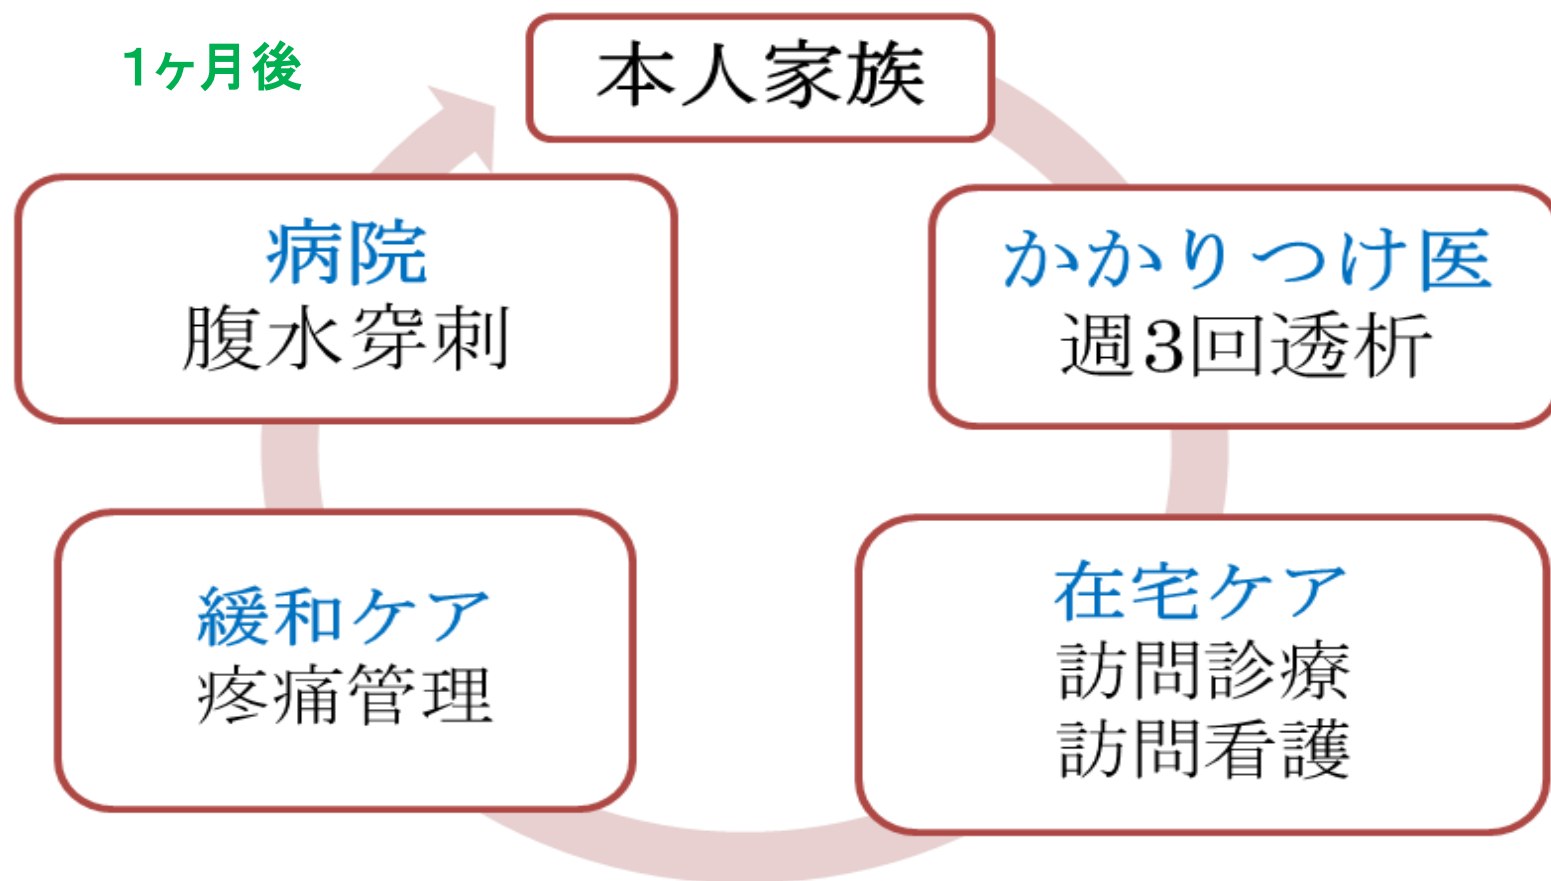 1ヶ月後
本人家族
病院
腹水穿刺
かかりつけ医
週3回透析
緩和ケア
疼痛管理
在宅ケア
訪問診療
訪問看護